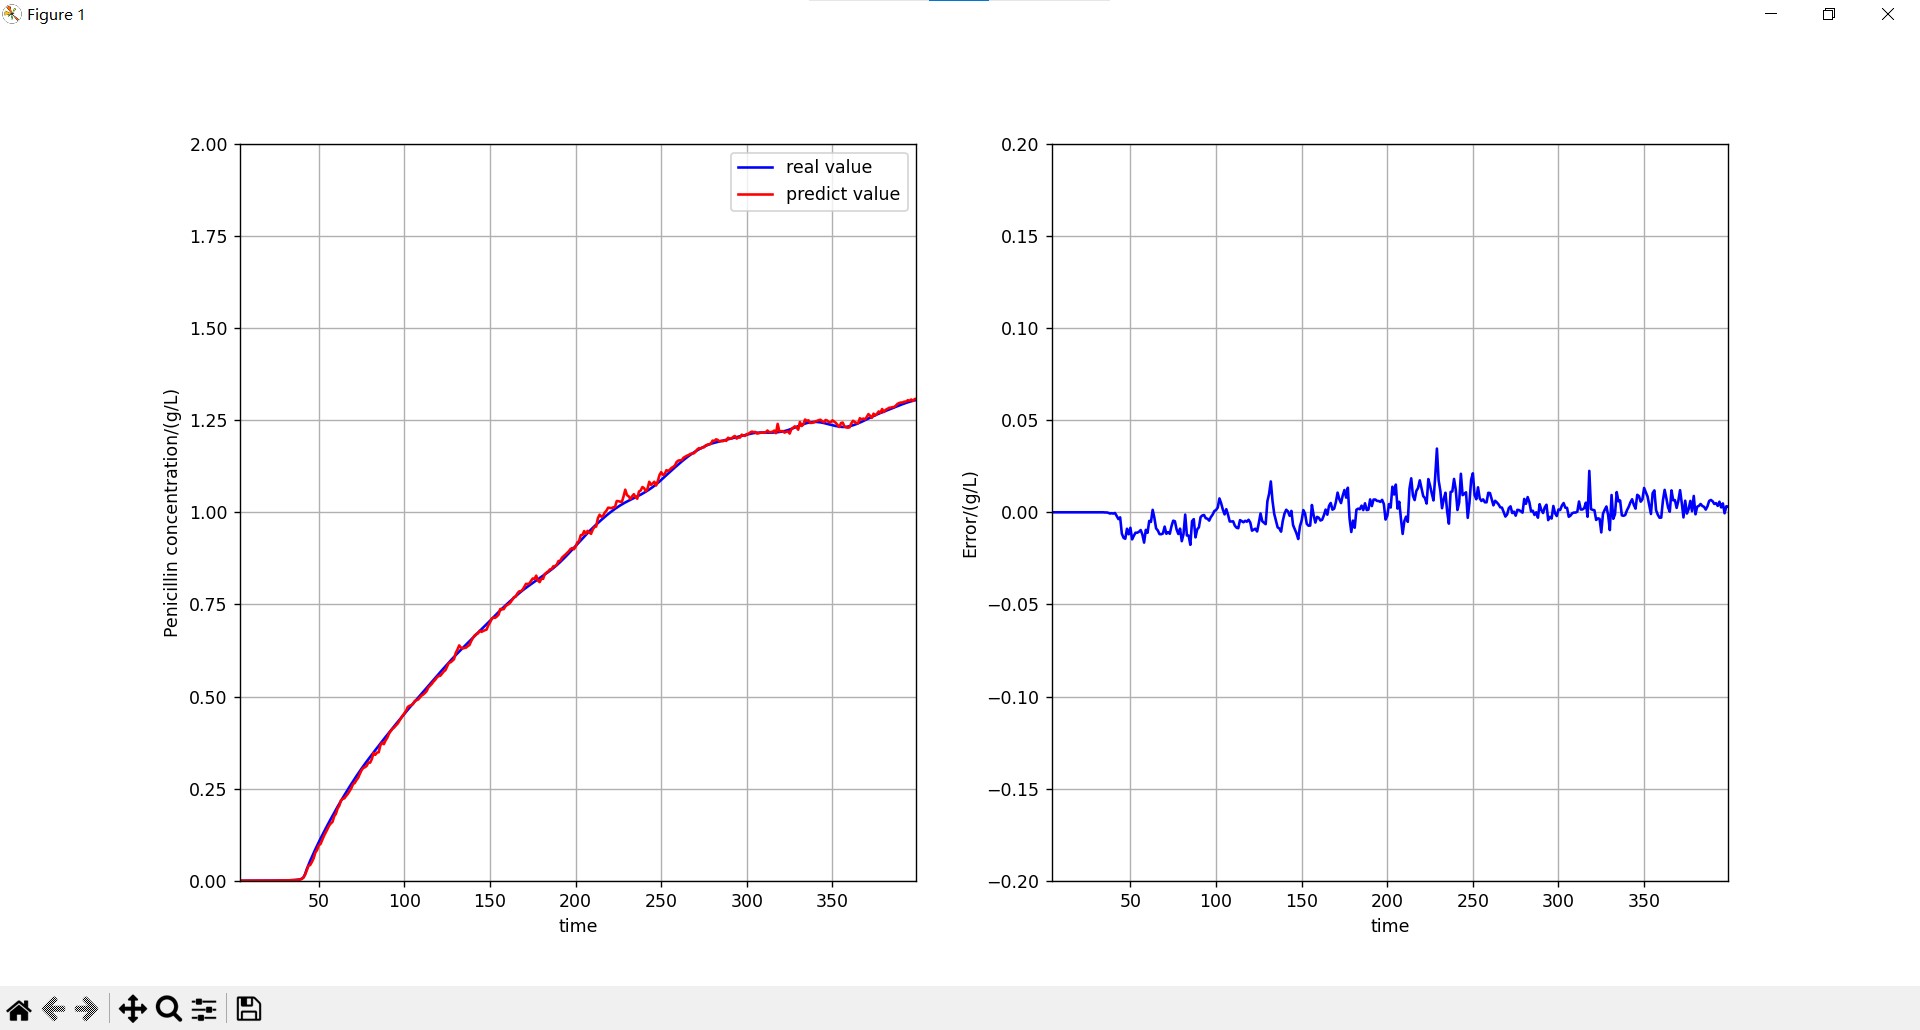 Figure 1
2.00
1.75
1.50
1.25
1.00
0.75
0.50
0.25
0.00
Penicillin concentration/(g/L)
50 100 150 200 250 300 350
time
real value
predict value
0.20
0.15
0.10
0.05
0.00
−0.05
−0.10
−0.15
−0.20
Error/(g/L)
50 100 150 200 250 300 350
time